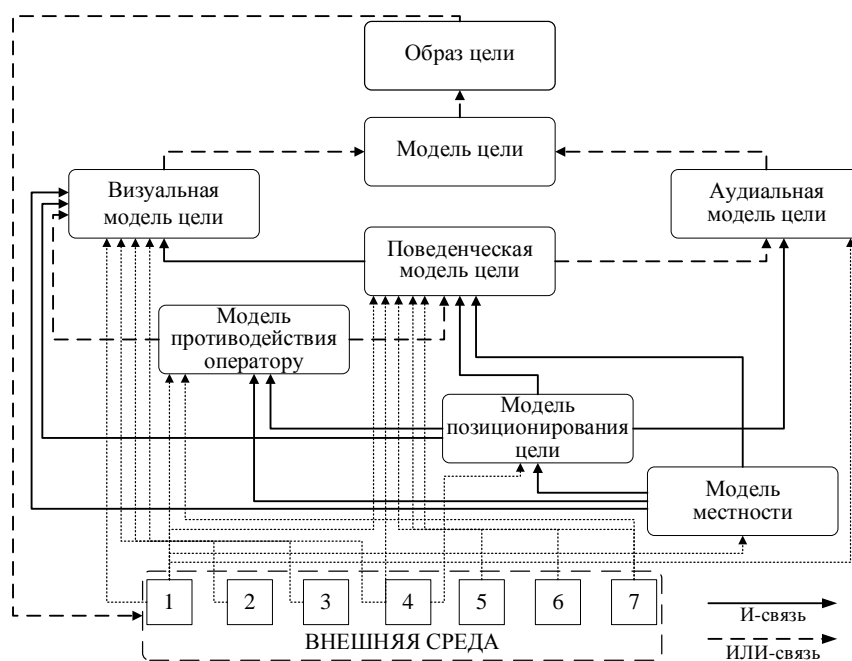 Образ цели
Модель цели
Визуальная
модель цели
Аудиальная
модель цели
Поведенческая
модель цели
Модель
противодействия
оператору
Модель
позиционирования
цели
Модель
местности
1 2 3 4 5 6 7
ВНЕШНЯЯ СРЕДА
И-связь
ИЛИ-связь